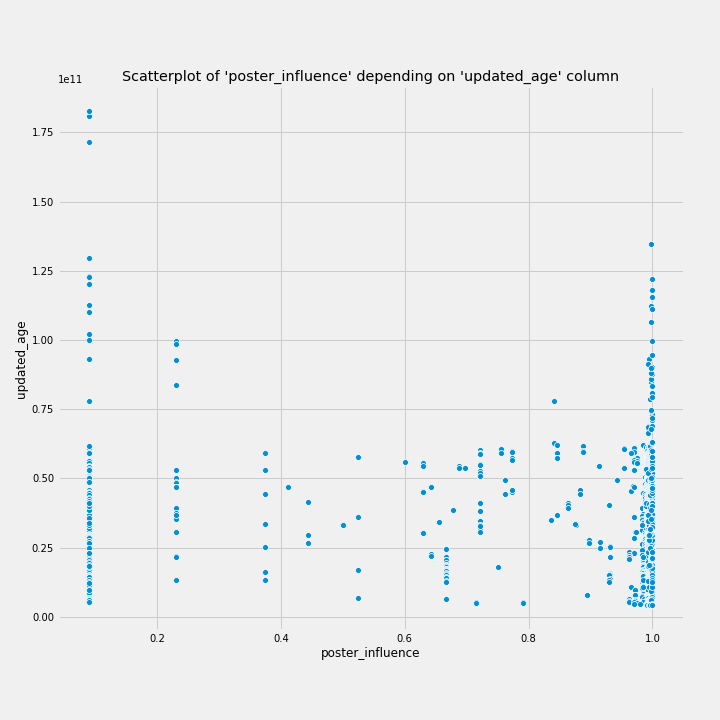 Scatterplot of 'poster_influence' depending on 'updated_age' column
1e11
1.75
1.50
1.25
1.00
0.75
0.50
0.25
0.00
updated_age
0.2 0.4 0.6 0.8 1.0
poster_influence